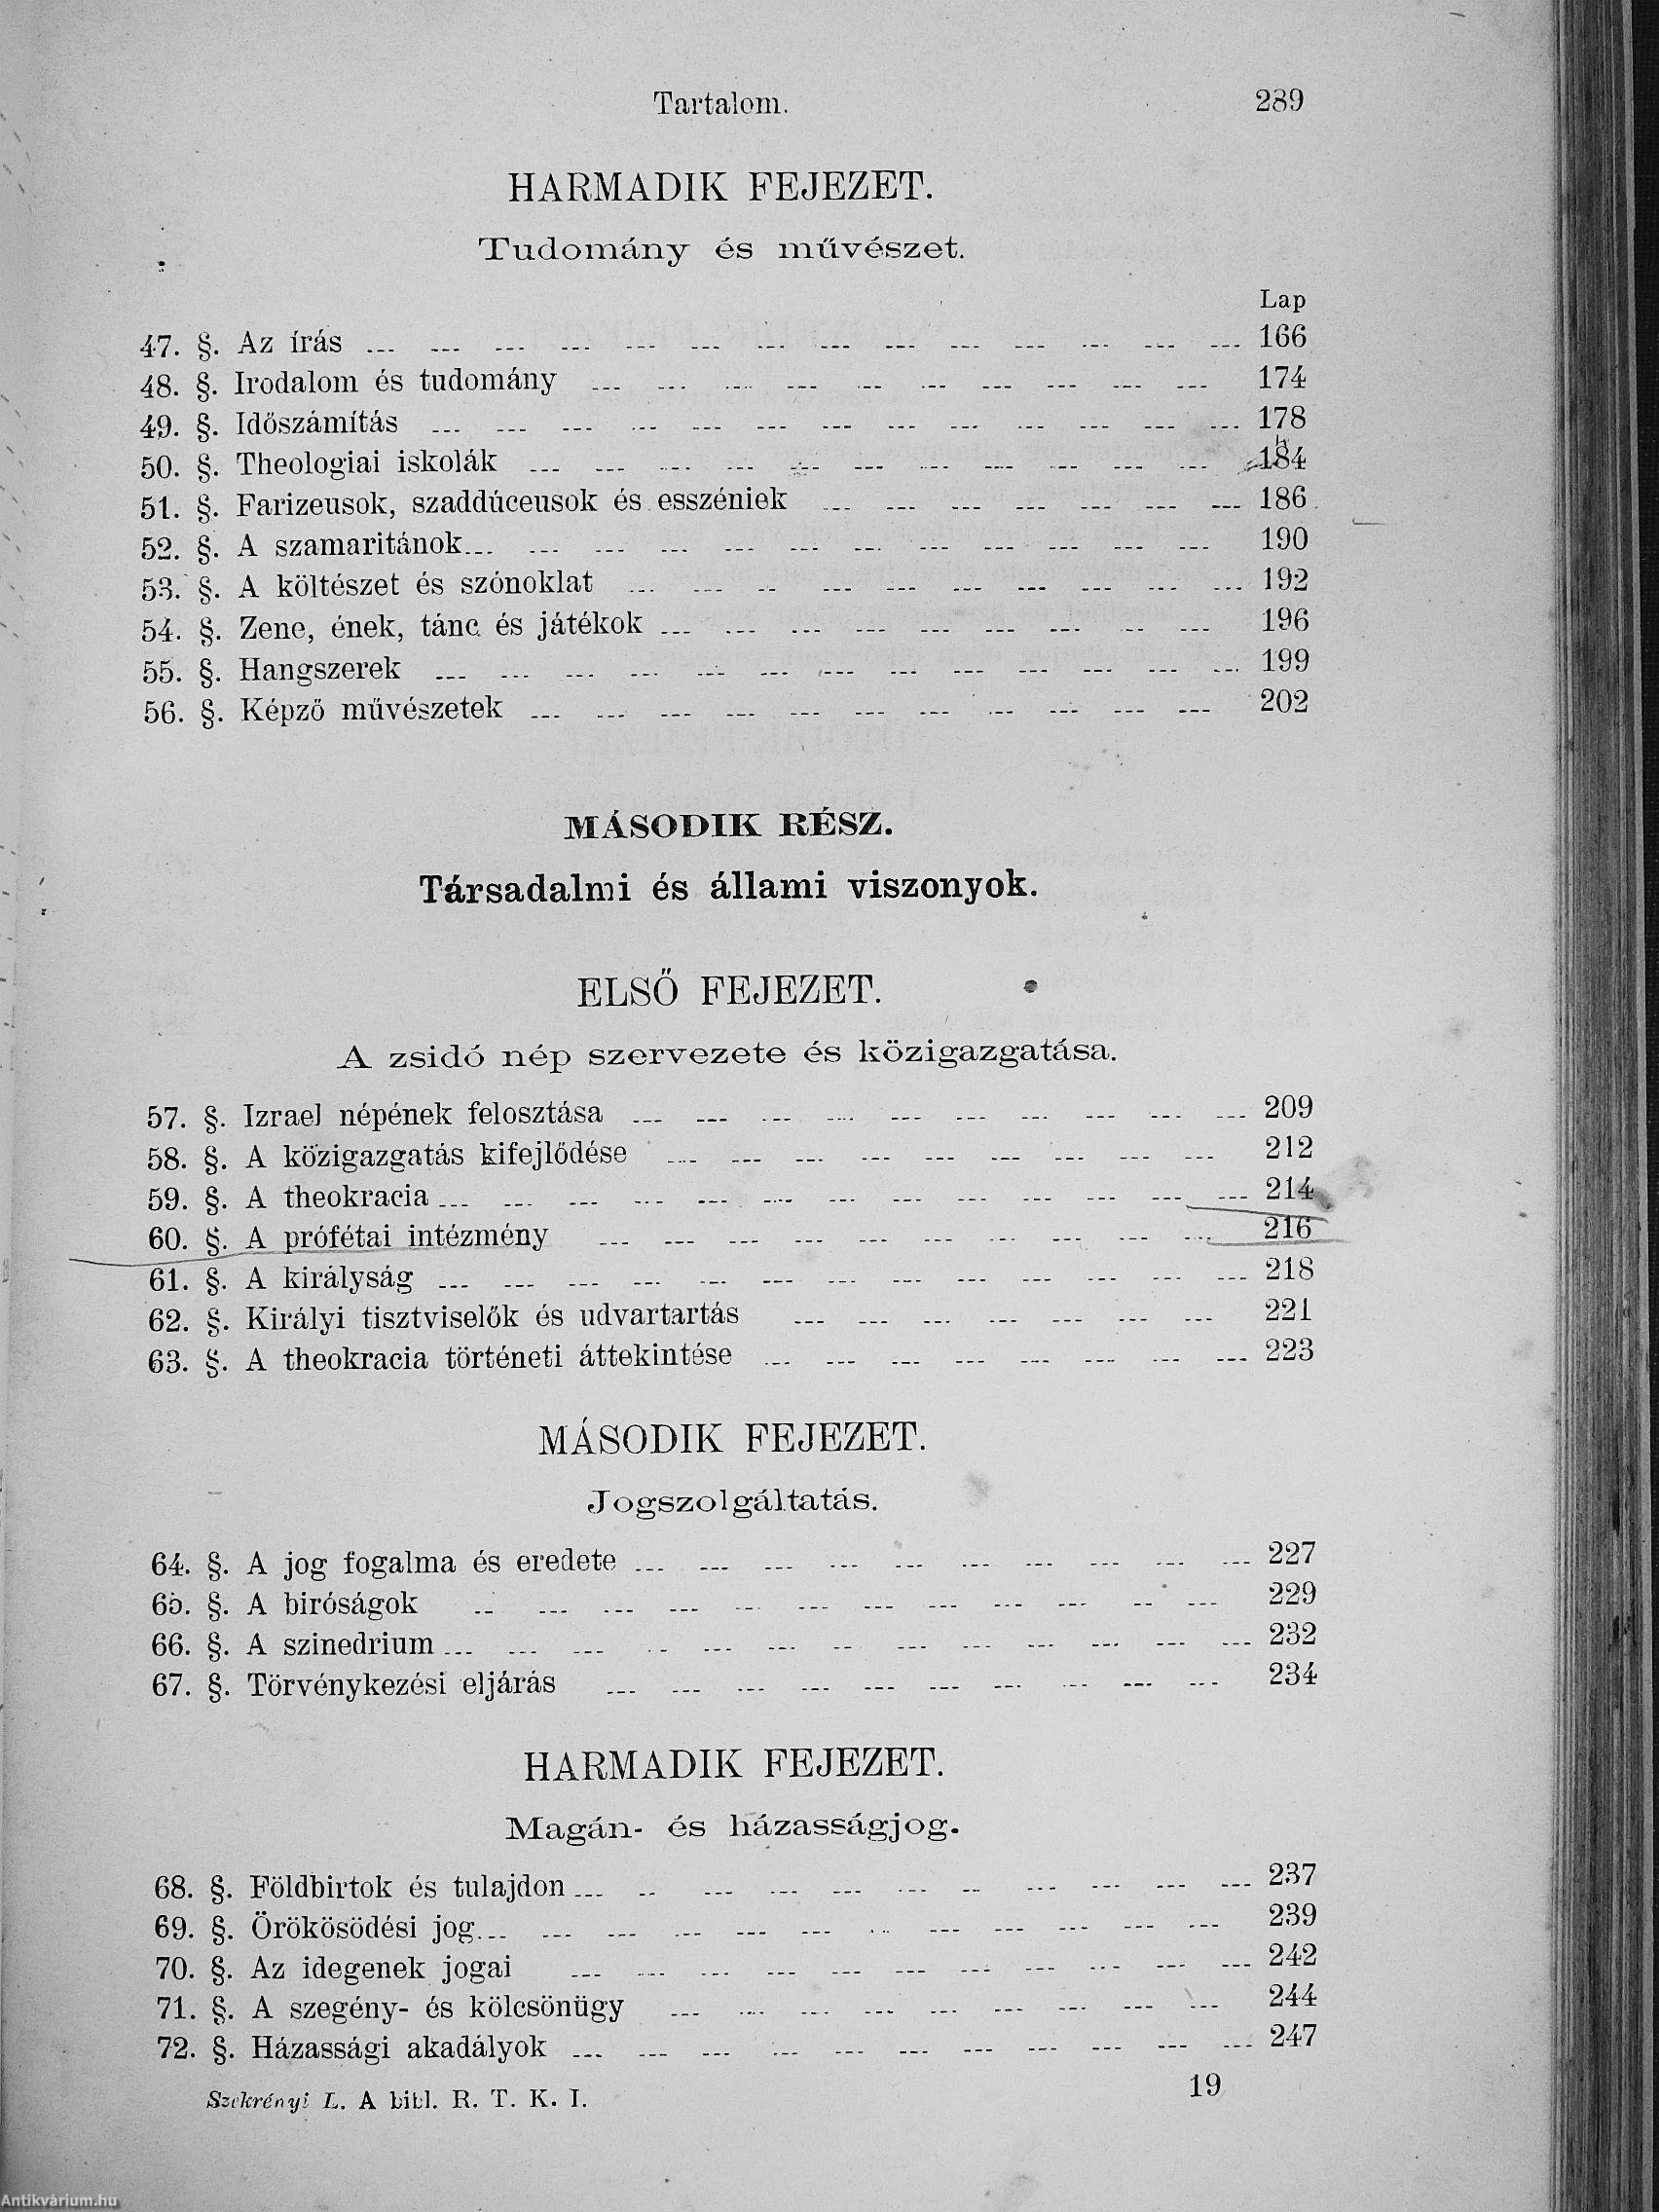 Tartalom. 289
HARMADIK FEJEZET.
Tudomány és művészet.
Lap
47. §. Az írás 166
48. §. Irodalom és tudomány 174
49. §. Időszámítás 178
50. §. Theologiai iskolák 184
51. §. Farizeusok, szaddúceusok és esszéniek 186
52. §. A szamaritánok 190
53. §. A költészet és szónoklat 192
54. §. Zene, ének, tánc és játékok 196
55. §. Hangszerek 199
56. §. Képző művészetek 202
MÁSODIK RÉSZ.
Társadalmi és állami viszonyok.
ELSŐ FEJEZET.
A zsidó nép szervezete és közigazgatása.
57. §. Izrael népének felosztása 209
58. §. A közigazgatás kifejlődése 212
59. §. A theokracia 214
60. §. A prófétai intézmény 216
61. §. A királyság 218
62. §. Királyi tisztviselők és udvartartás 221
63. §. A theokracia történeti áttekintése 223
MÁSODIK FEJEZET.
Jogszolgáltatás.
64. §. A jog fogalma és eredete 227
65. §. A biróságok 229
66. §. A szinedrium 232
67. §. Törvénykezési eljárás 234
HARMADIK FEJEZET.
Magán- és házasságjog.
68. §. Földbirtok és tulajdon 237
69. §. Örökösödési jog 239
70. §. Az idegenek jogai 242
71. §. A szegény- és kölcsönügy 244
72. §. Házassági akadályok 247
Szekrényi L. A bibl. R. T. K. I. 19
Antikvárium.hu